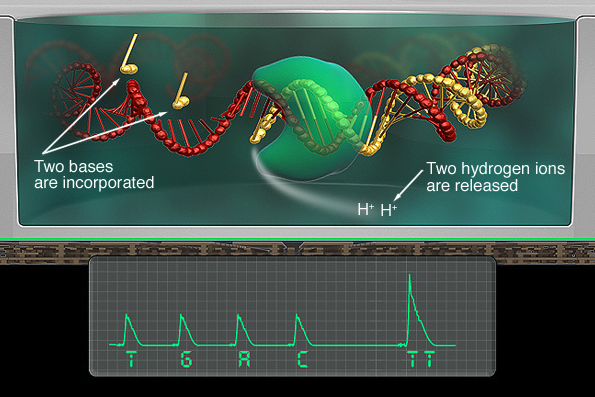 Two bases
are incorporated
Two hydrogen ions
are released
H⁺ H⁺
T G A C TT